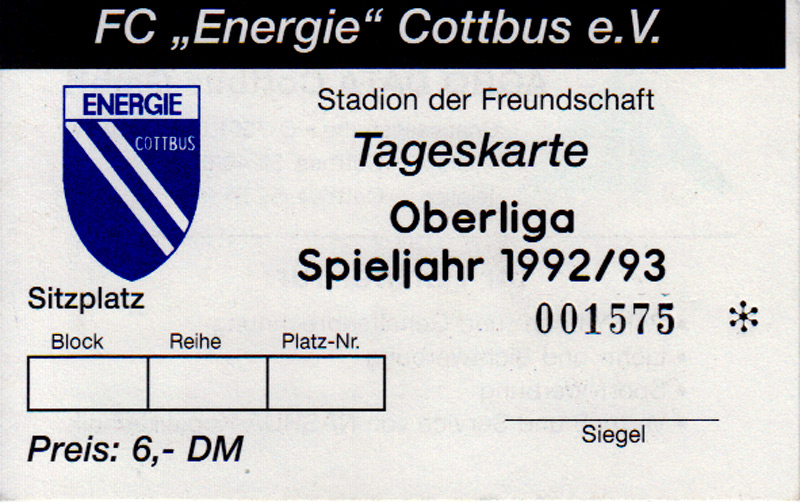 FC „Energie“ Cottbus e.V.
ENERGIE
COTTBUS
Stadion der Freundschaft
Tageskarte
Oberliga
Spieljahr 1992/93
Sitzplatz
001575 *
Block Reihe Platz-Nr.
Siegel
Preis: 6,- DM